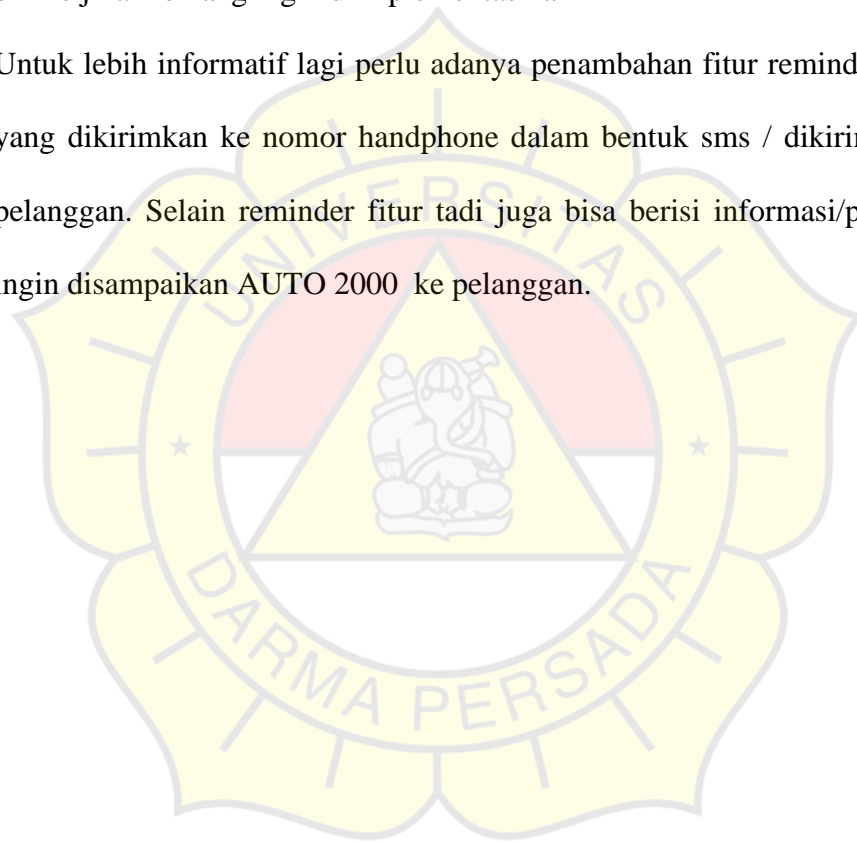 Untuk lebih informatif lagi perlu adanya penambahan fitur remind
yang dikirimkan ke nomor handphone dalam bentuk sms / dikiri
pelanggan. Selain reminder fitur tadi juga bisa berisi informasi/p
ingin disampaikan AUTO 2000 ke pelanggan.
UNIVERSITAS
DARMA PERSADA